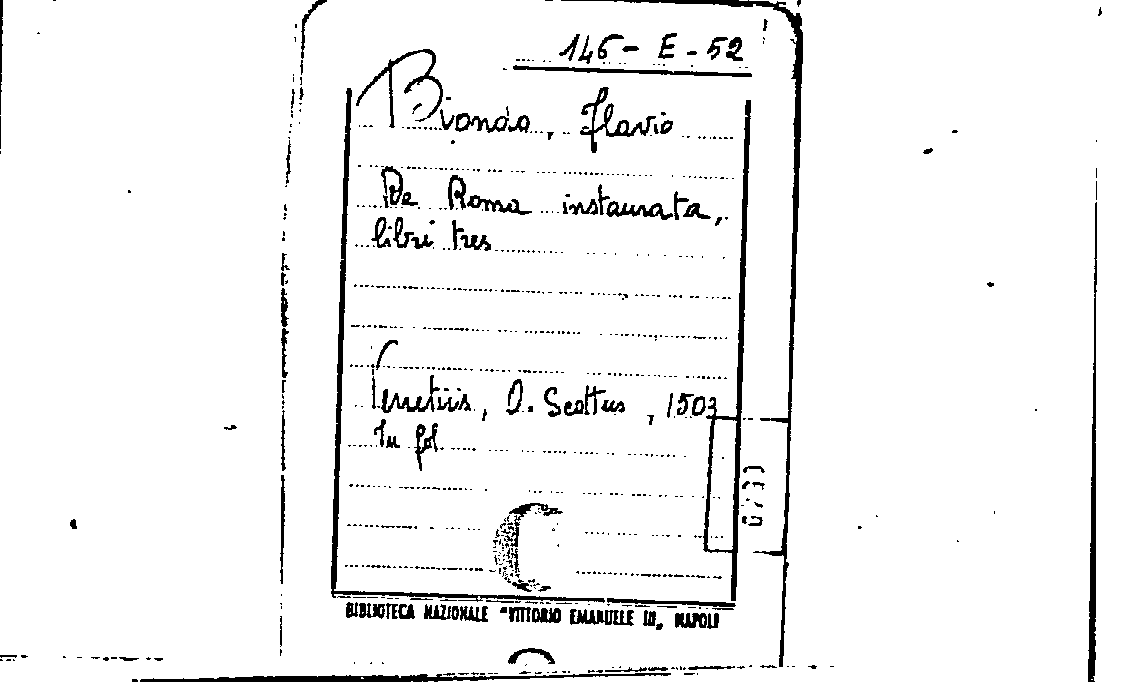 146 - E - 52
Biondo, Flavio
De Roma instaurata,
libri tres
Venetiis, O. Scottus, 1503
In fol
BIBLIOTECA NAZIONALE "VITTORIO EMANUELE III„ NAPOLI